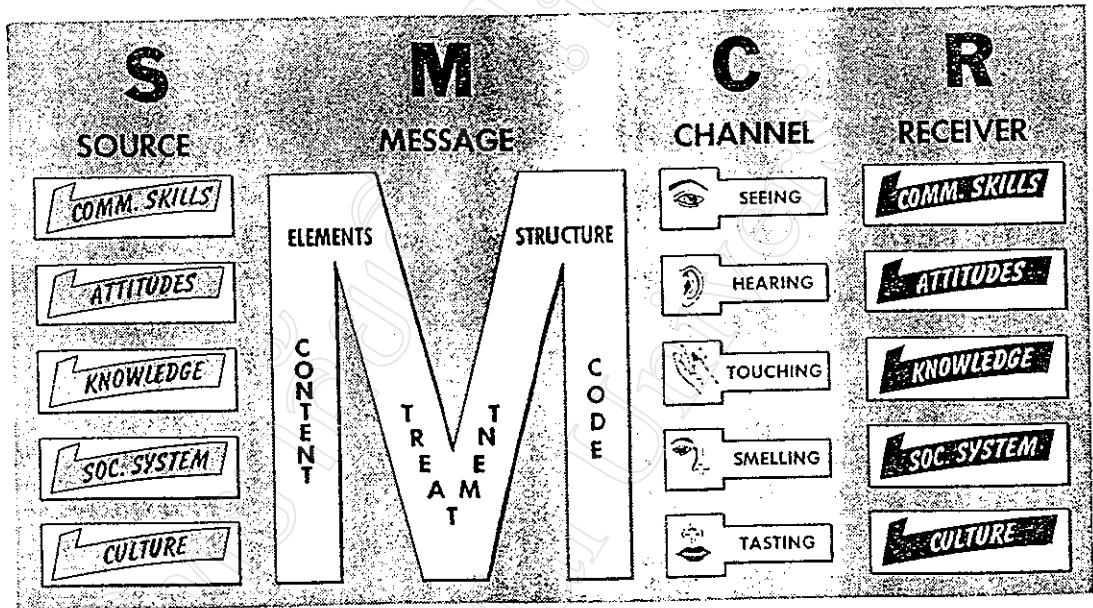 S M C R
SOURCE MESSAGE CHANNEL RECEIVER
COMM. SKILLS
ATTITUDES
KNOWLEDGE
SOC. SYSTEM
CULTURE
ELEMENTS STRUCTURE
CONTENT
TREATMENT
CODE
SEEING
HEARING
TOUCHING
SMELLING
TASTING
COMM. SKILLS
ATTITUDES
KNOWLEDGE
SOC. SYSTEM
CULTURE